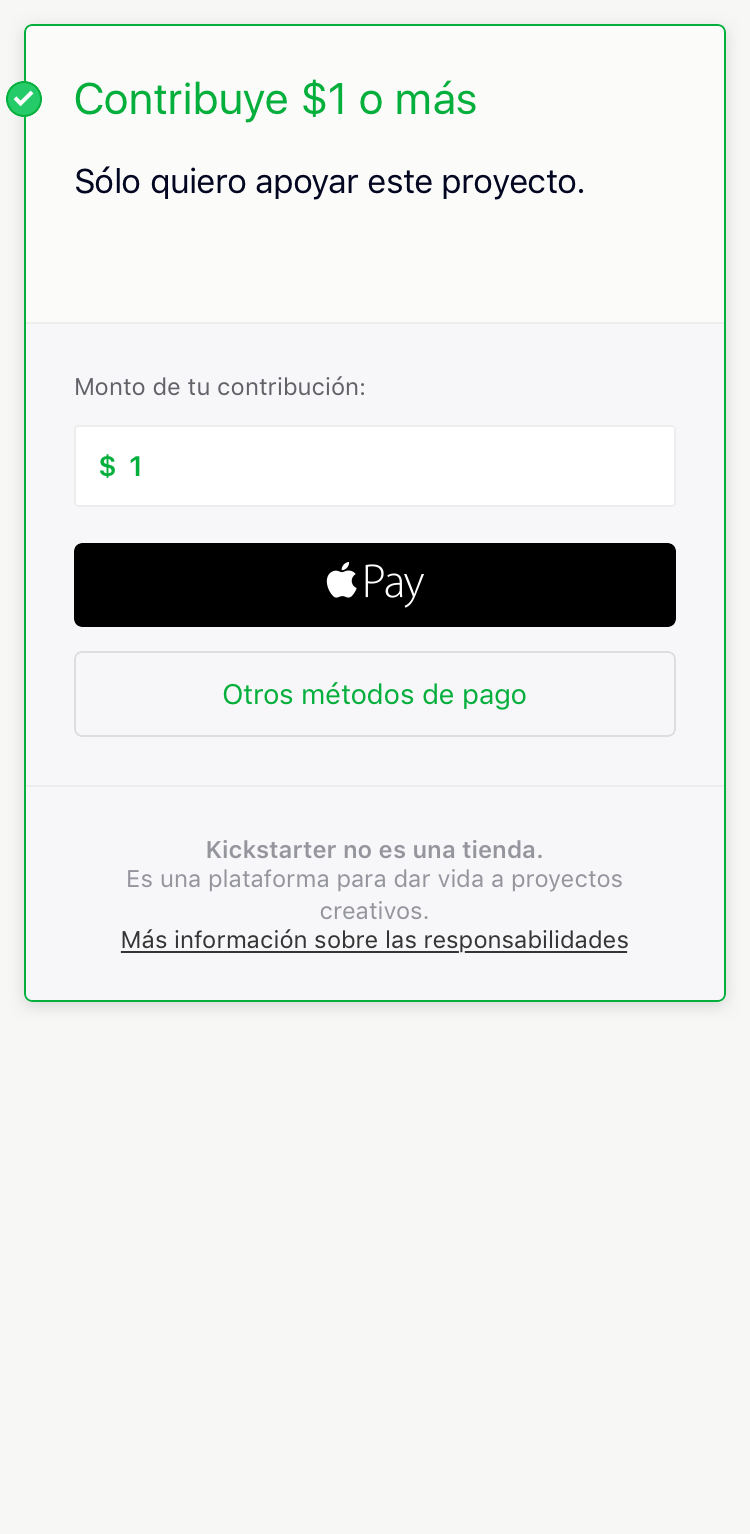 Contribuye $1 o más
Sólo quiero apoyar este proyecto.
Monto de tu contribución:
$ 1
Pay
Otros métodos de pago
Kickstarter no es una tienda.
Es una plataforma para dar vida a proyectos
creativos.
Más información sobre las responsabilidades